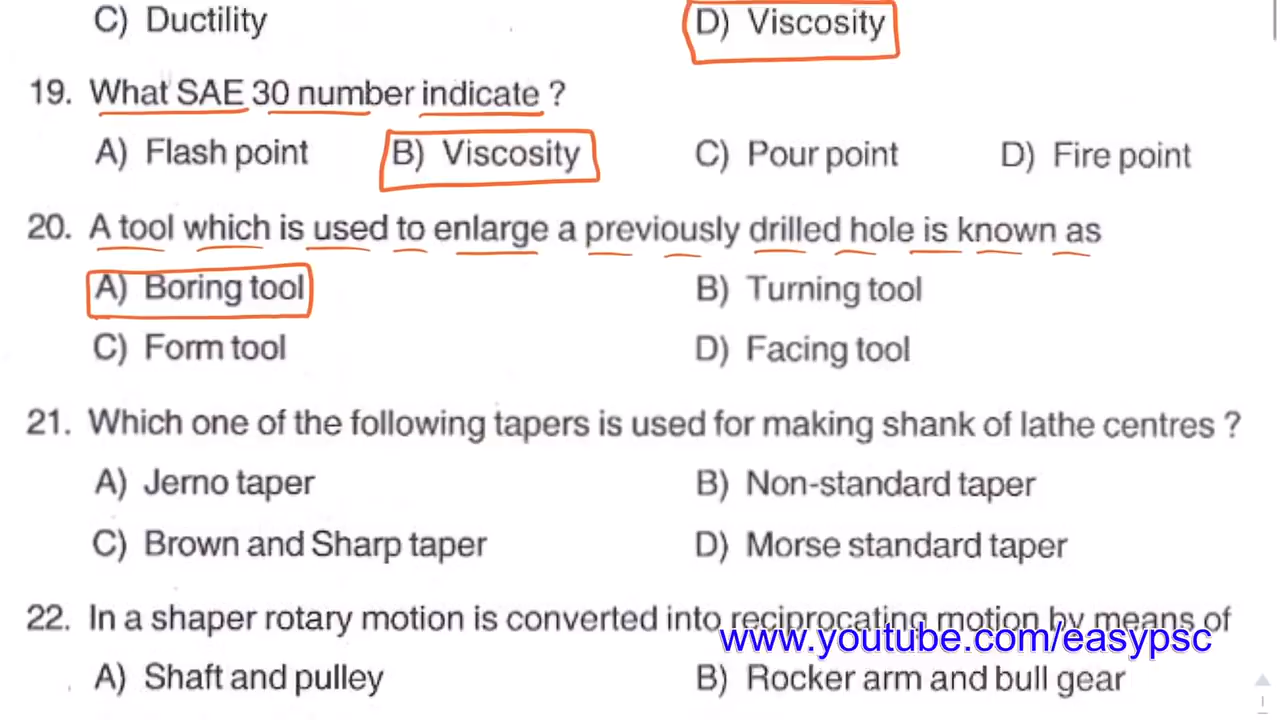 C) Ductility D) Viscosity
19. What SAE 30 number indicate ?
A) Flash point B) Viscosity C) Pour point D) Fire point
20. A tool which is used to enlarge a previously drilled hole is known as
A) Boring tool B) Turning tool
C) Form tool D) Facing tool
21. Which one of the following tapers is used for making shank of lathe centres ?
A) Jerno taper B) Non-standard taper
C) Brown and Sharp taper D) Morse standard taper
22. In a shaper rotary motion is converted into reciprocating motion by means of
www.youtube.com/easypsc
A) Shaft and pulley B) Rocker arm and bull gear